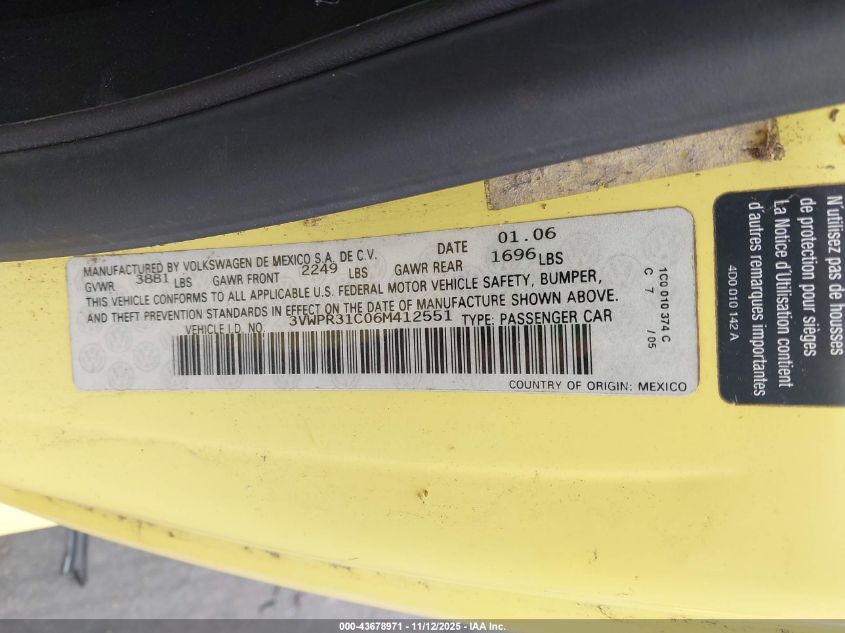 MANUFACTURED BY VOLKSWAGEN DE MEXICO S.A. DE C.V. DATE 01.06
GVWR 3881 LBS GAWR FRONT 2249 LBS GAWR REAR 1696 LBS
THIS VEHICLE CONFORMS TO ALL APPLICABLE U.S. FEDERAL MOTOR VEHICLE SAFETY, BUMPER,
AND THEFT PREVENTION STANDARDS IN EFFECT ON THE DATE OF MANUFACTURE SHOWN ABOVE.
VEHICLE I.D. NO. 3VWPR31C06M412551 TYPE: PASSENGER CAR
COUNTRY OF ORIGIN: MEXICO
1C0 010 374 C
C 7 /05
N'utilisez pas de housses
de protection pour sièges
La Notice d'Utilisation contient
d'autres remarques importantes
4D0 010 142 A
000-43678971 - 11/12/2025 - IAA Inc.